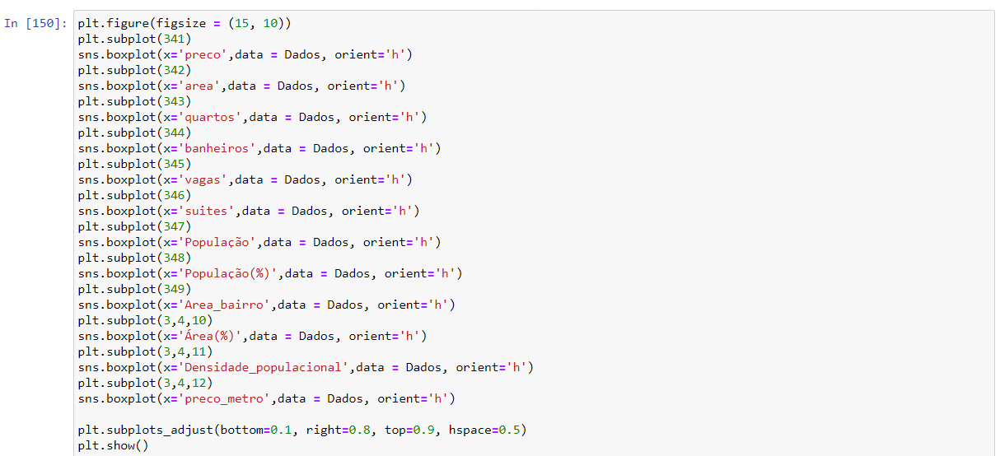 In [150]: plt.figure(figsize = (15, 10))
plt.subplot(341)
sns.boxplot(x='preco',data = Dados, orient='h')
plt.subplot(342)
sns.boxplot(x='area',data = Dados, orient='h')
plt.subplot(343)
sns.boxplot(x='quartos',data = Dados, orient='h')
plt.subplot(344)
sns.boxplot(x='banheiros',data = Dados, orient='h')
plt.subplot(345)
sns.boxplot(x='vagas',data = Dados, orient='h')
plt.subplot(346)
sns.boxplot(x='suites',data = Dados, orient='h')
plt.subplot(347)
sns.boxplot(x='População',data = Dados, orient='h')
plt.subplot(348)
sns.boxplot(x='População(%)',data = Dados, orient='h')
plt.subplot(349)
sns.boxplot(x='Area_bairro',data = Dados, orient='h')
plt.subplot(3,4,10)
sns.boxplot(x='Área(%)',data = Dados, orient='h')
plt.subplot(3,4,11)
sns.boxplot(x='Densidade_populacional',data = Dados, orient='h')
plt.subplot(3,4,12)
sns.boxplot(x='preco_metro',data = Dados, orient='h')
plt.subplots_adjust(bottom=0.1, right=0.8, top=0.9, hspace=0.5)
plt.show()